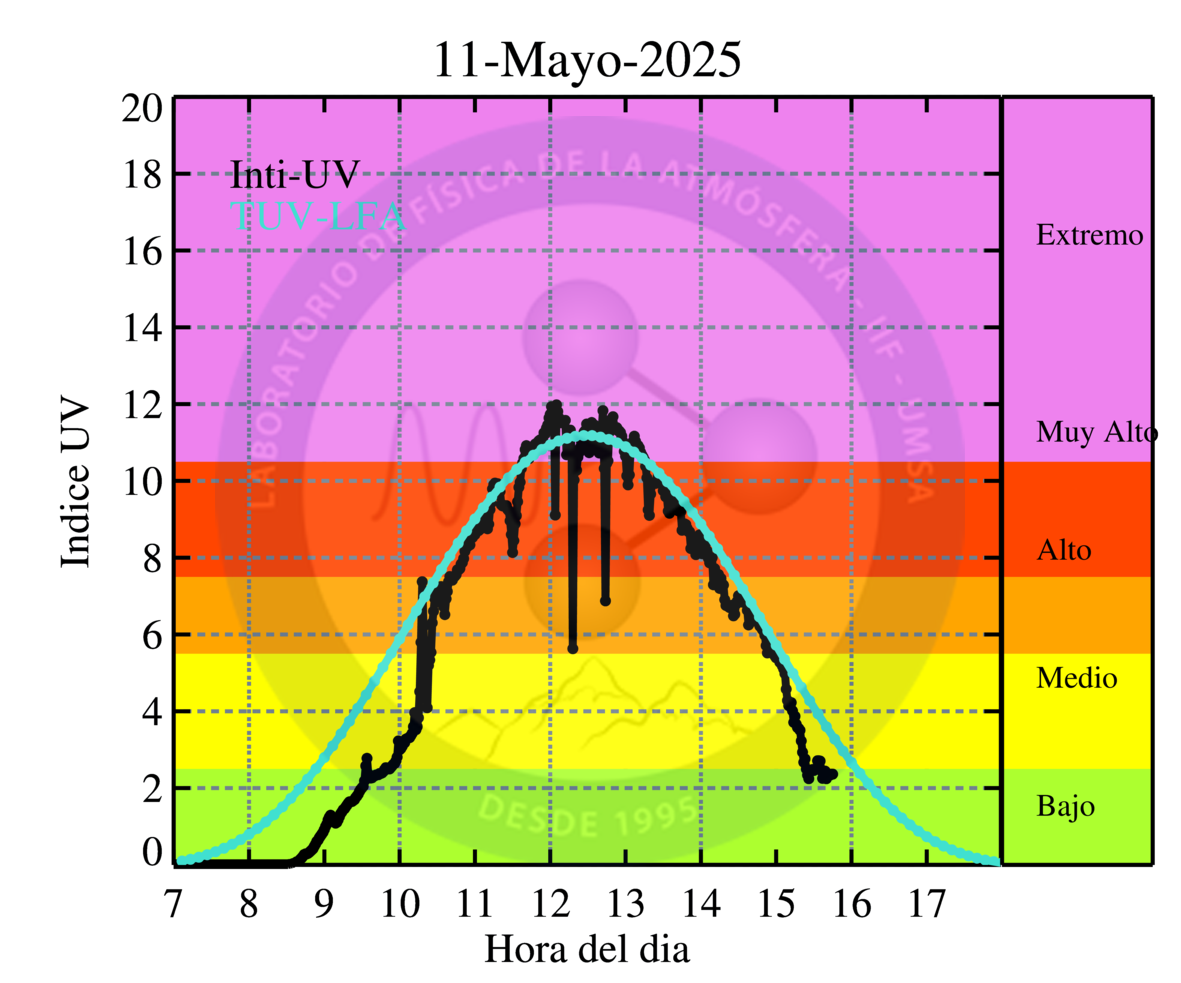 11-Mayo-2025
20
18
16
14
12
10
8
6
4
2
0
Indice UV
Inti-UV
TUV-LFA
LABORATORIO DE FÍSICA DE LA ATMÓSFERA - IIF - UMSA
DESDE 1995
Extremo
Muy Alto
Alto
Medio
Bajo
7 8 9 10 11 12 13 14 15 16 17
Hora del dia